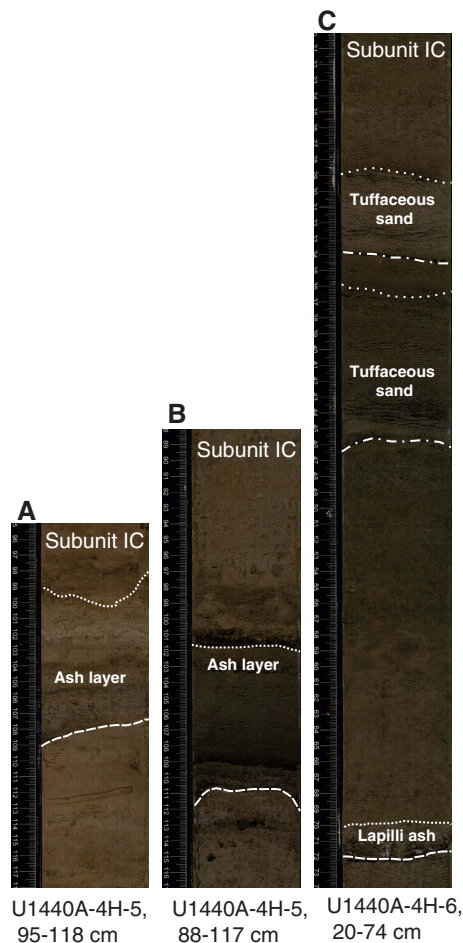 C
Subunit IC
Tuffaceous
sand
Tuffaceous
sand
B
Subunit IC
A
Subunit IC
Ash layer
Ash layer
Lapilli ash
U1440A-4H-5,
95-118 cm
U1440A-4H-5,
88-117 cm
U1440A-4H-6,
20-74 cm